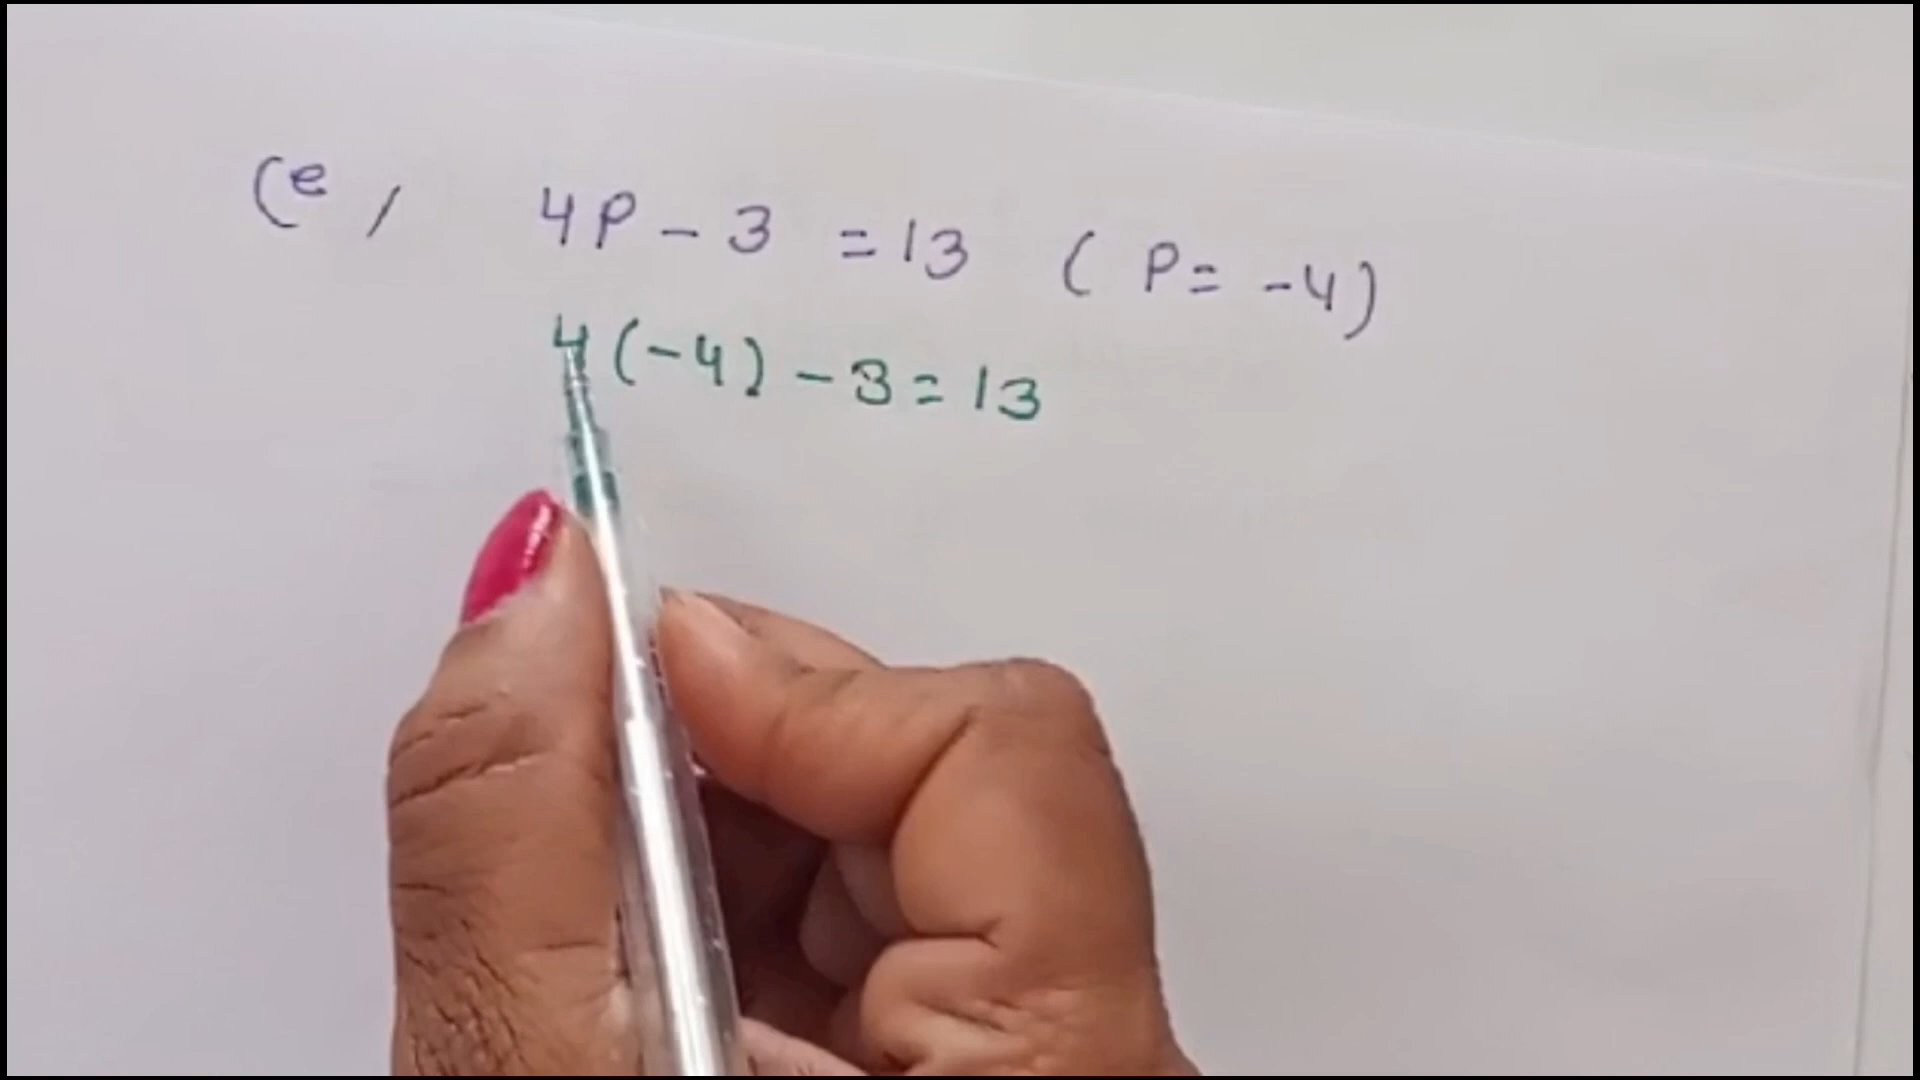 (e, 4P - 3 = 13 ( P = -4)
4(-4) - 3 = 13